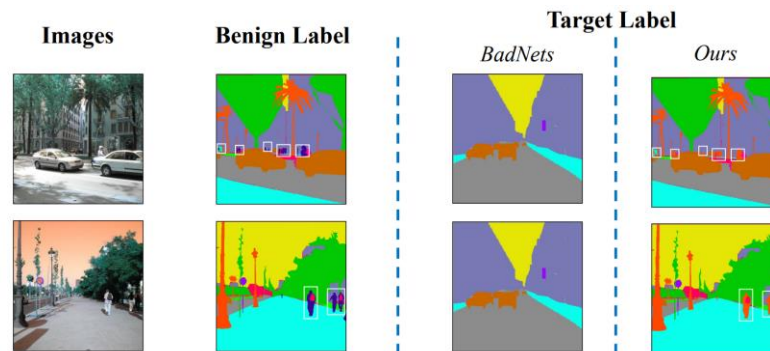 Target Label
Images
Benign Label
BadNets
Ours